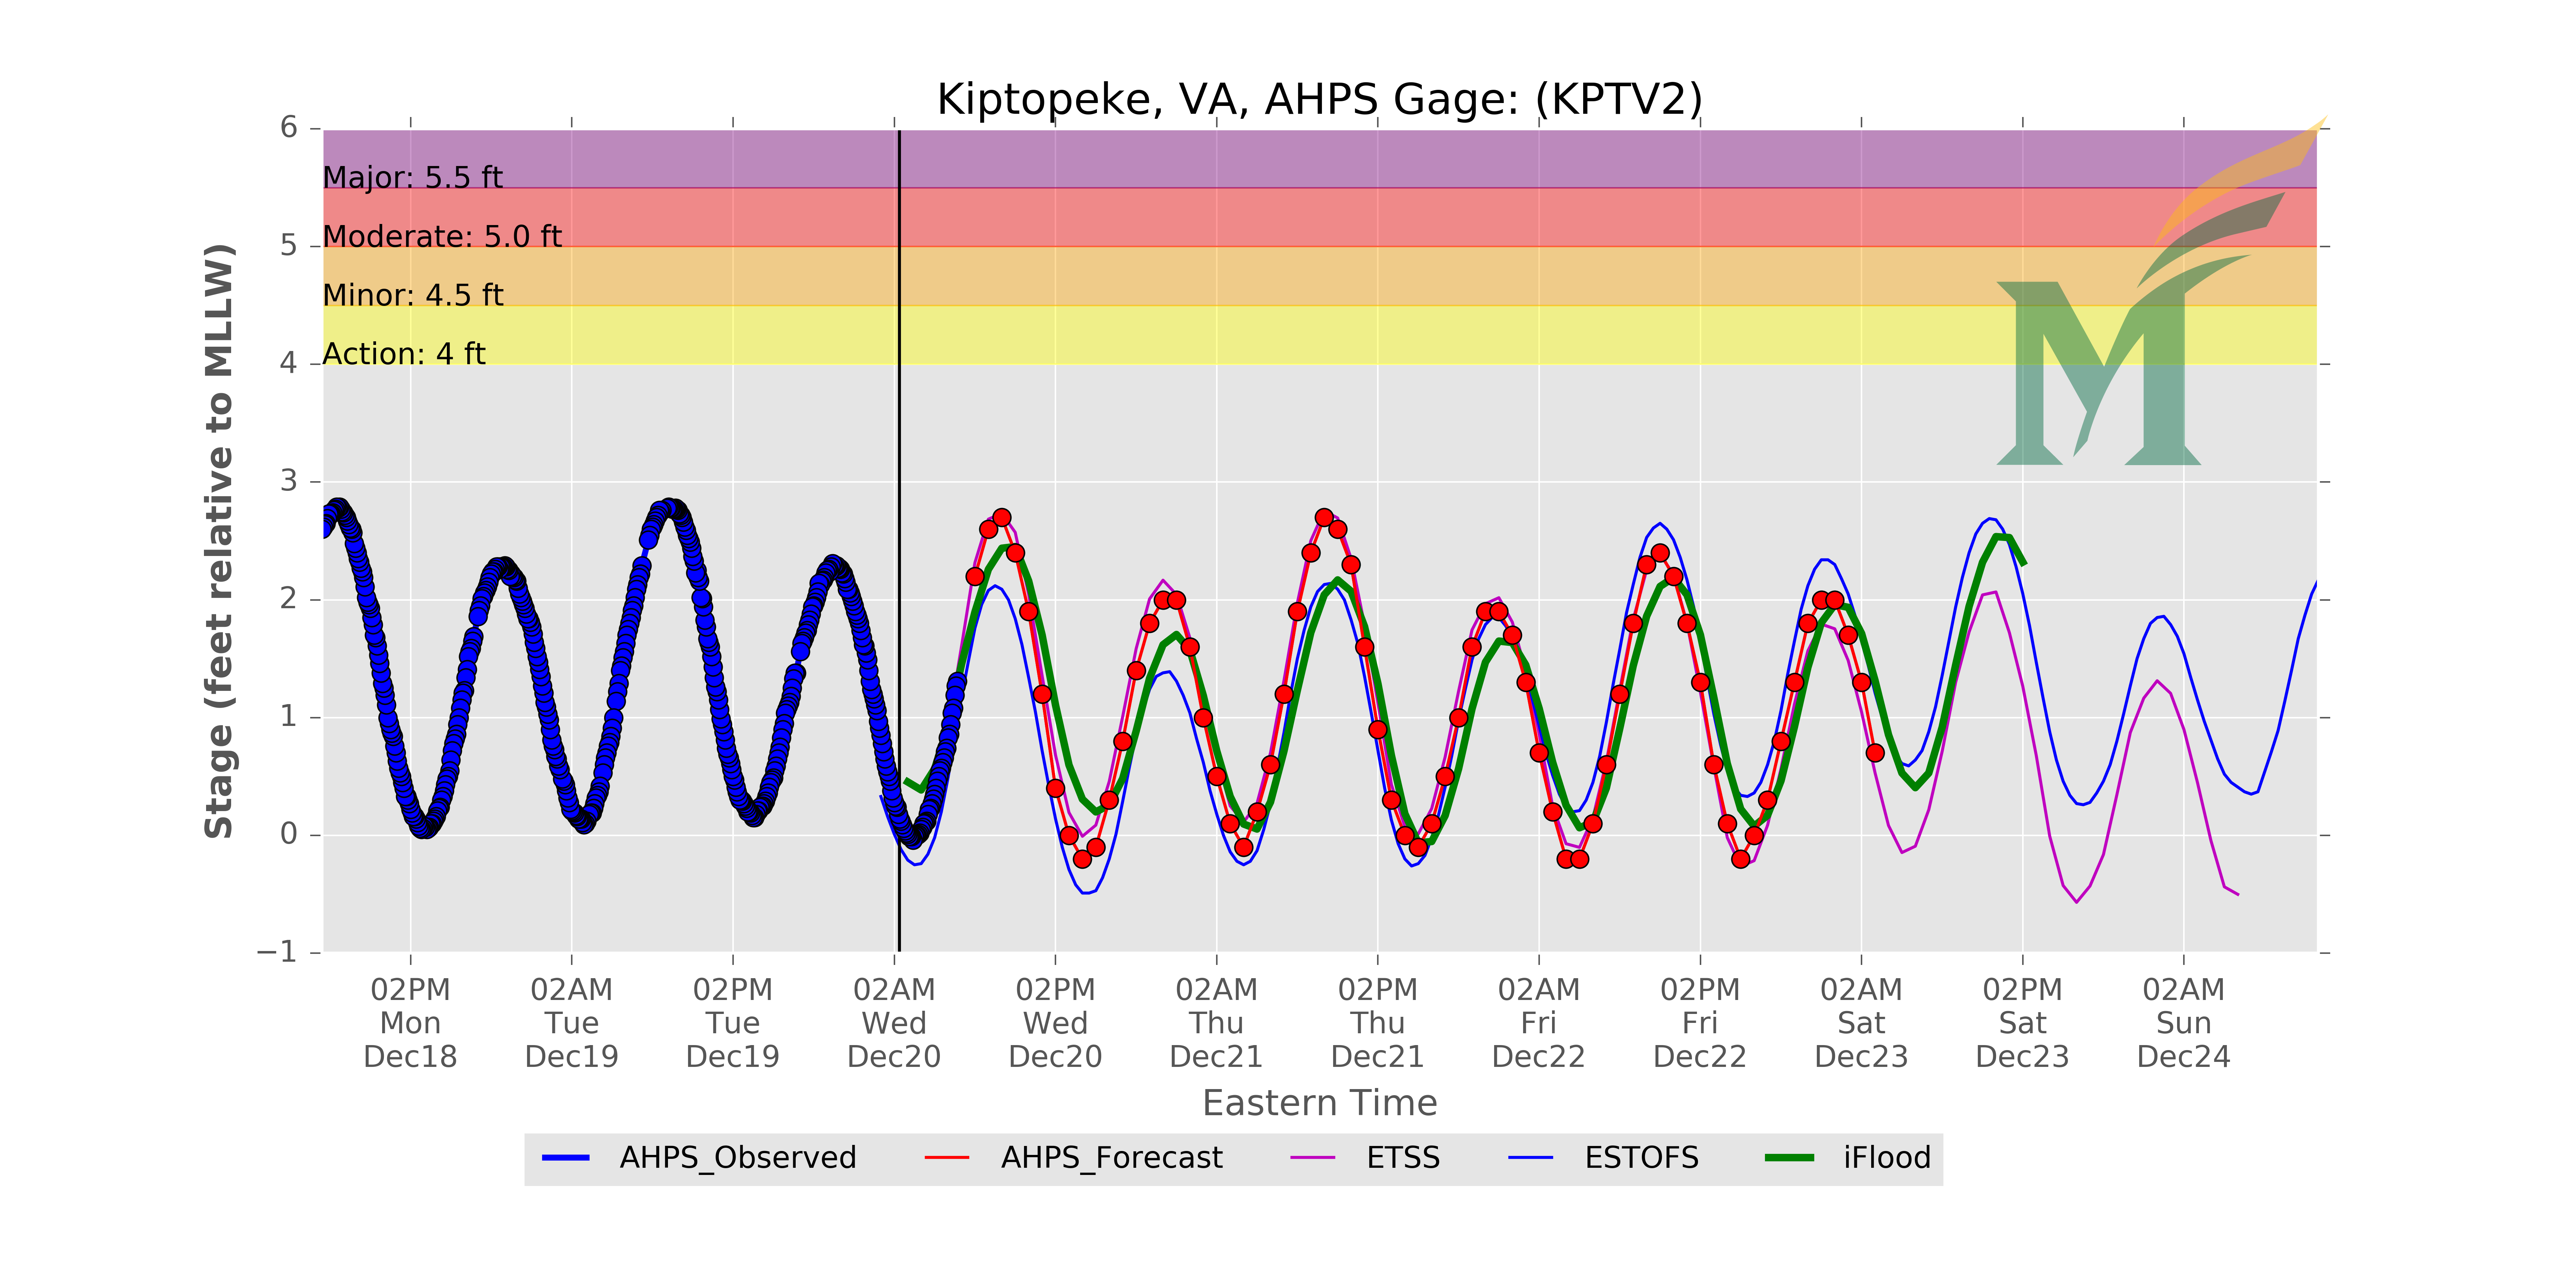 Kiptopeke, VA, AHPS Gage: (KPTV2)
Stage (feet relative to MLLW)
6
5
4
3
2
1
0
−1
Major: 5.5 ft
Moderate: 5.0 ft
Minor: 4.5 ft
Action: 4 ft
M
02PM 02AM 02PM 02AM 02PM 02AM 02PM 02AM 02PM 02AM 02PM 02AM
Mon Tue Tue Wed Wed Thu Thu Fri Fri Sat Sat Sun
Dec18 Dec19 Dec19 Dec20 Dec20 Dec21 Dec21 Dec22 Dec22 Dec23 Dec23 Dec24
Eastern Time
AHPS_Observed AHPS_Forecast ETSS ESTOFS iFlood